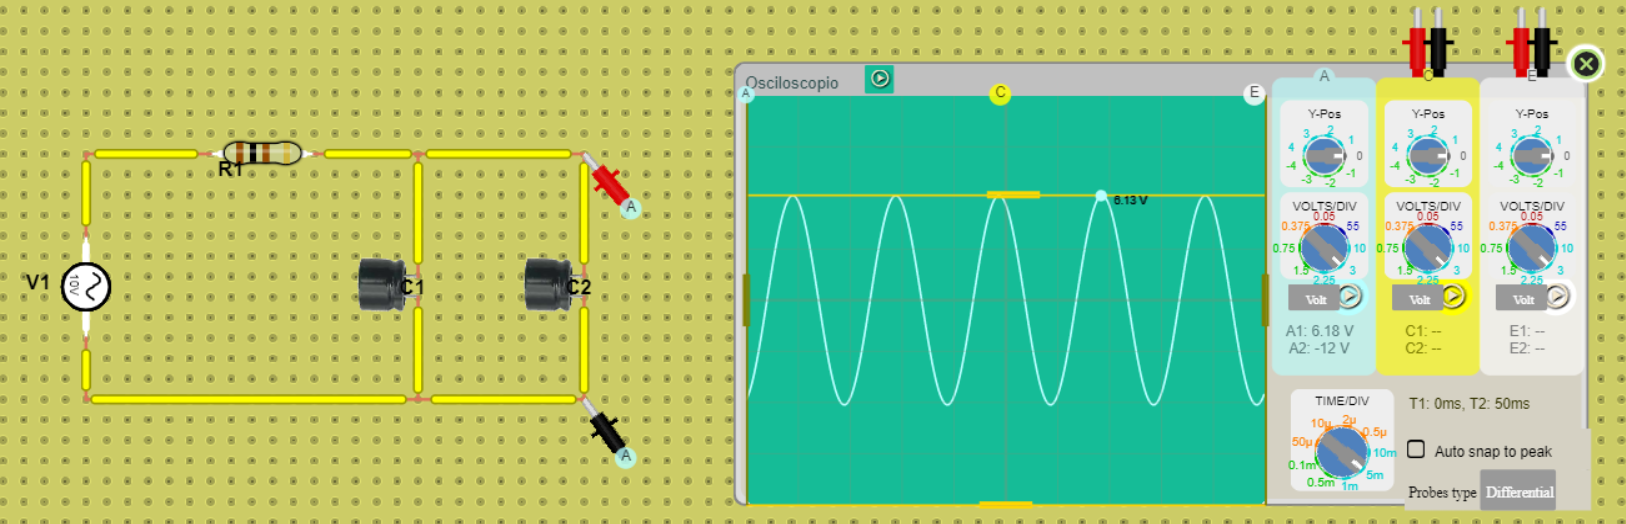 R1
V1
10V
C1
C2
A
A
Osciloscopio
A
C
E
6.13 V
A
C
E
Y-Pos
3 2 1 0 -1 -2 -3 -4 4
Y-Pos
3 2 1 0 -1 -2 -3 -4 4
Y-Pos
3 2 1 0 -1 -2 -3 -4 4
VOLTS/DIV
0.05 55 10 3 2.25 1.5 0.75 0.375
VOLTS/DIV
0.05 55 10 3 2.25 1.5 0.75 0.375
VOLTS/DIV
0.05 55 10 3 2.25 1.5 0.75 0.375
Volt
Volt
Volt
A1: 6.18 V
A2: -12 V
C1: --
C2: --
E1: --
E2: --
TIME/DIV
2µ 0.5µ 10m 5m 1m 0.5m 0.1m 50µ 10µ
T1: 0ms, T2: 50ms
Auto snap to peak
Probes type
Differential